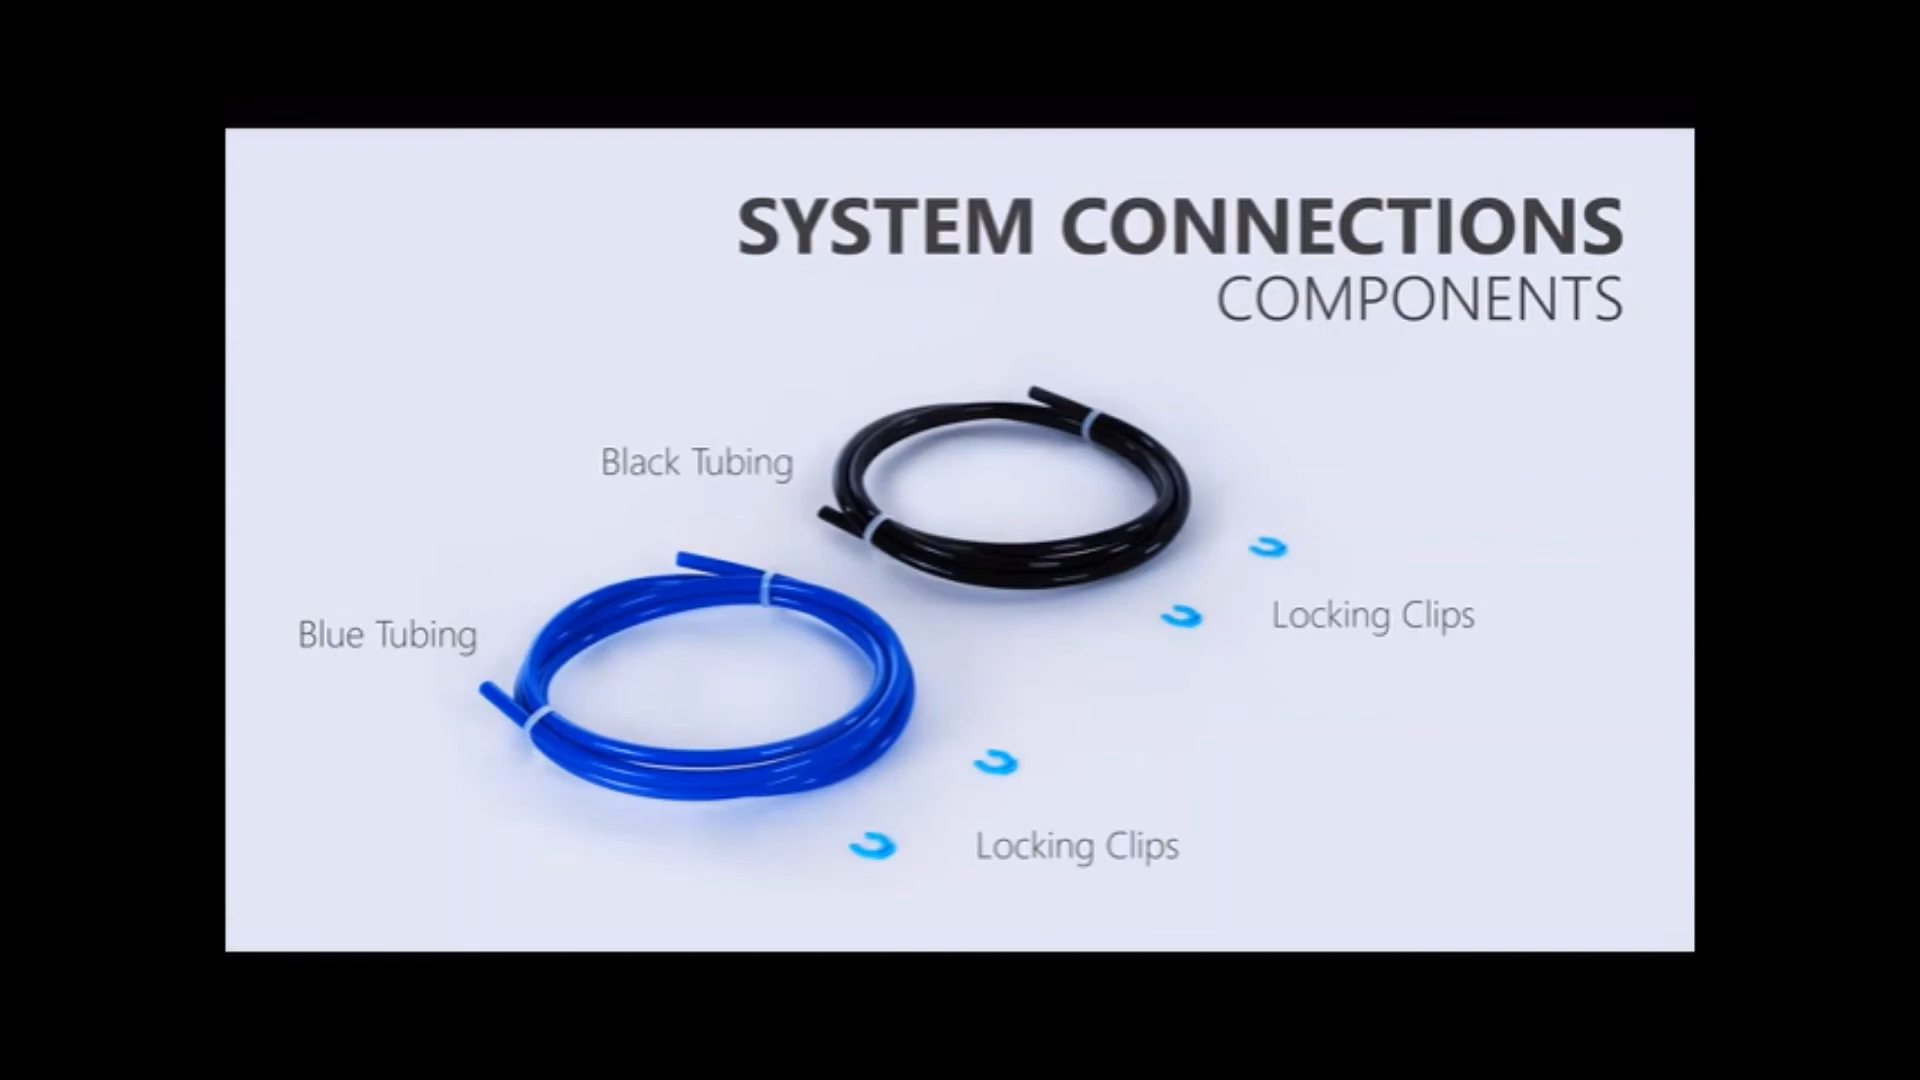 SYSTEM CONNECTIONS
COMPONENTS
Black Tubing
Locking Clips
Blue Tubing
Locking Clips